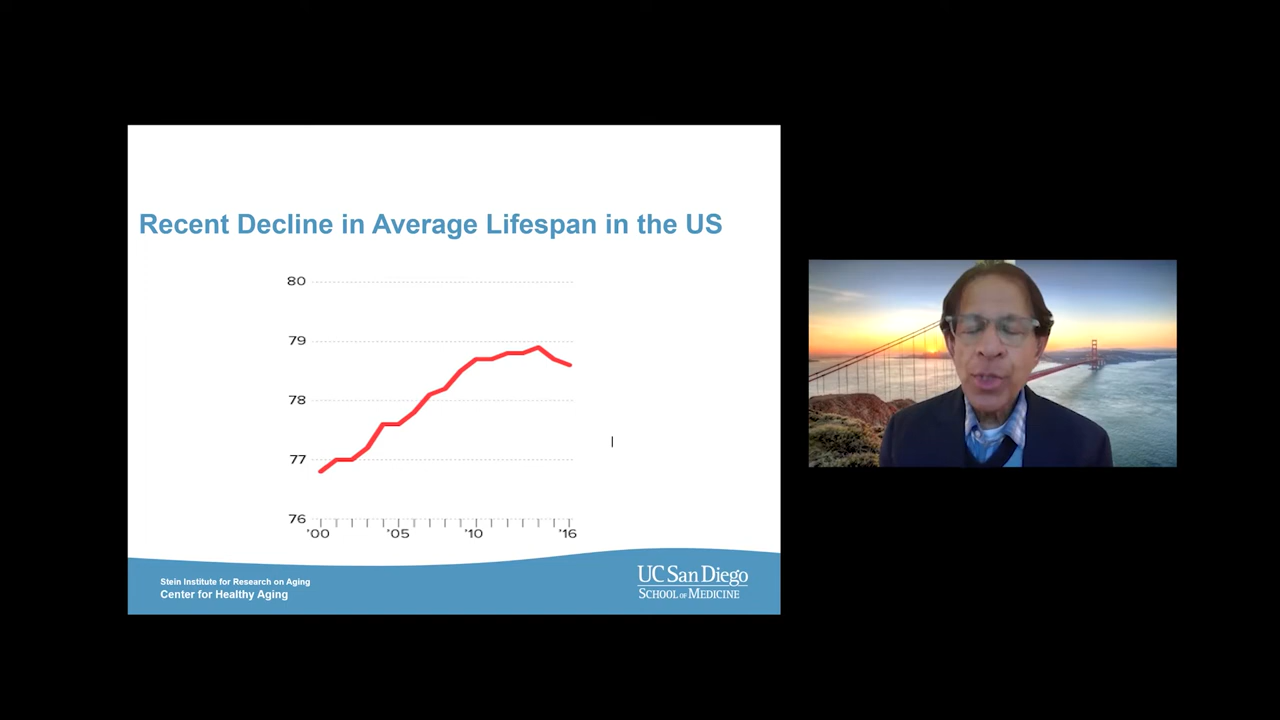 Recent Decline in Average Lifespan in the US
80
79
78
77
76
'00 '05 '10 '16
Stein Institute for Research on Aging
Center for Healthy Aging
UC San Diego
SCHOOL OF MEDICINE